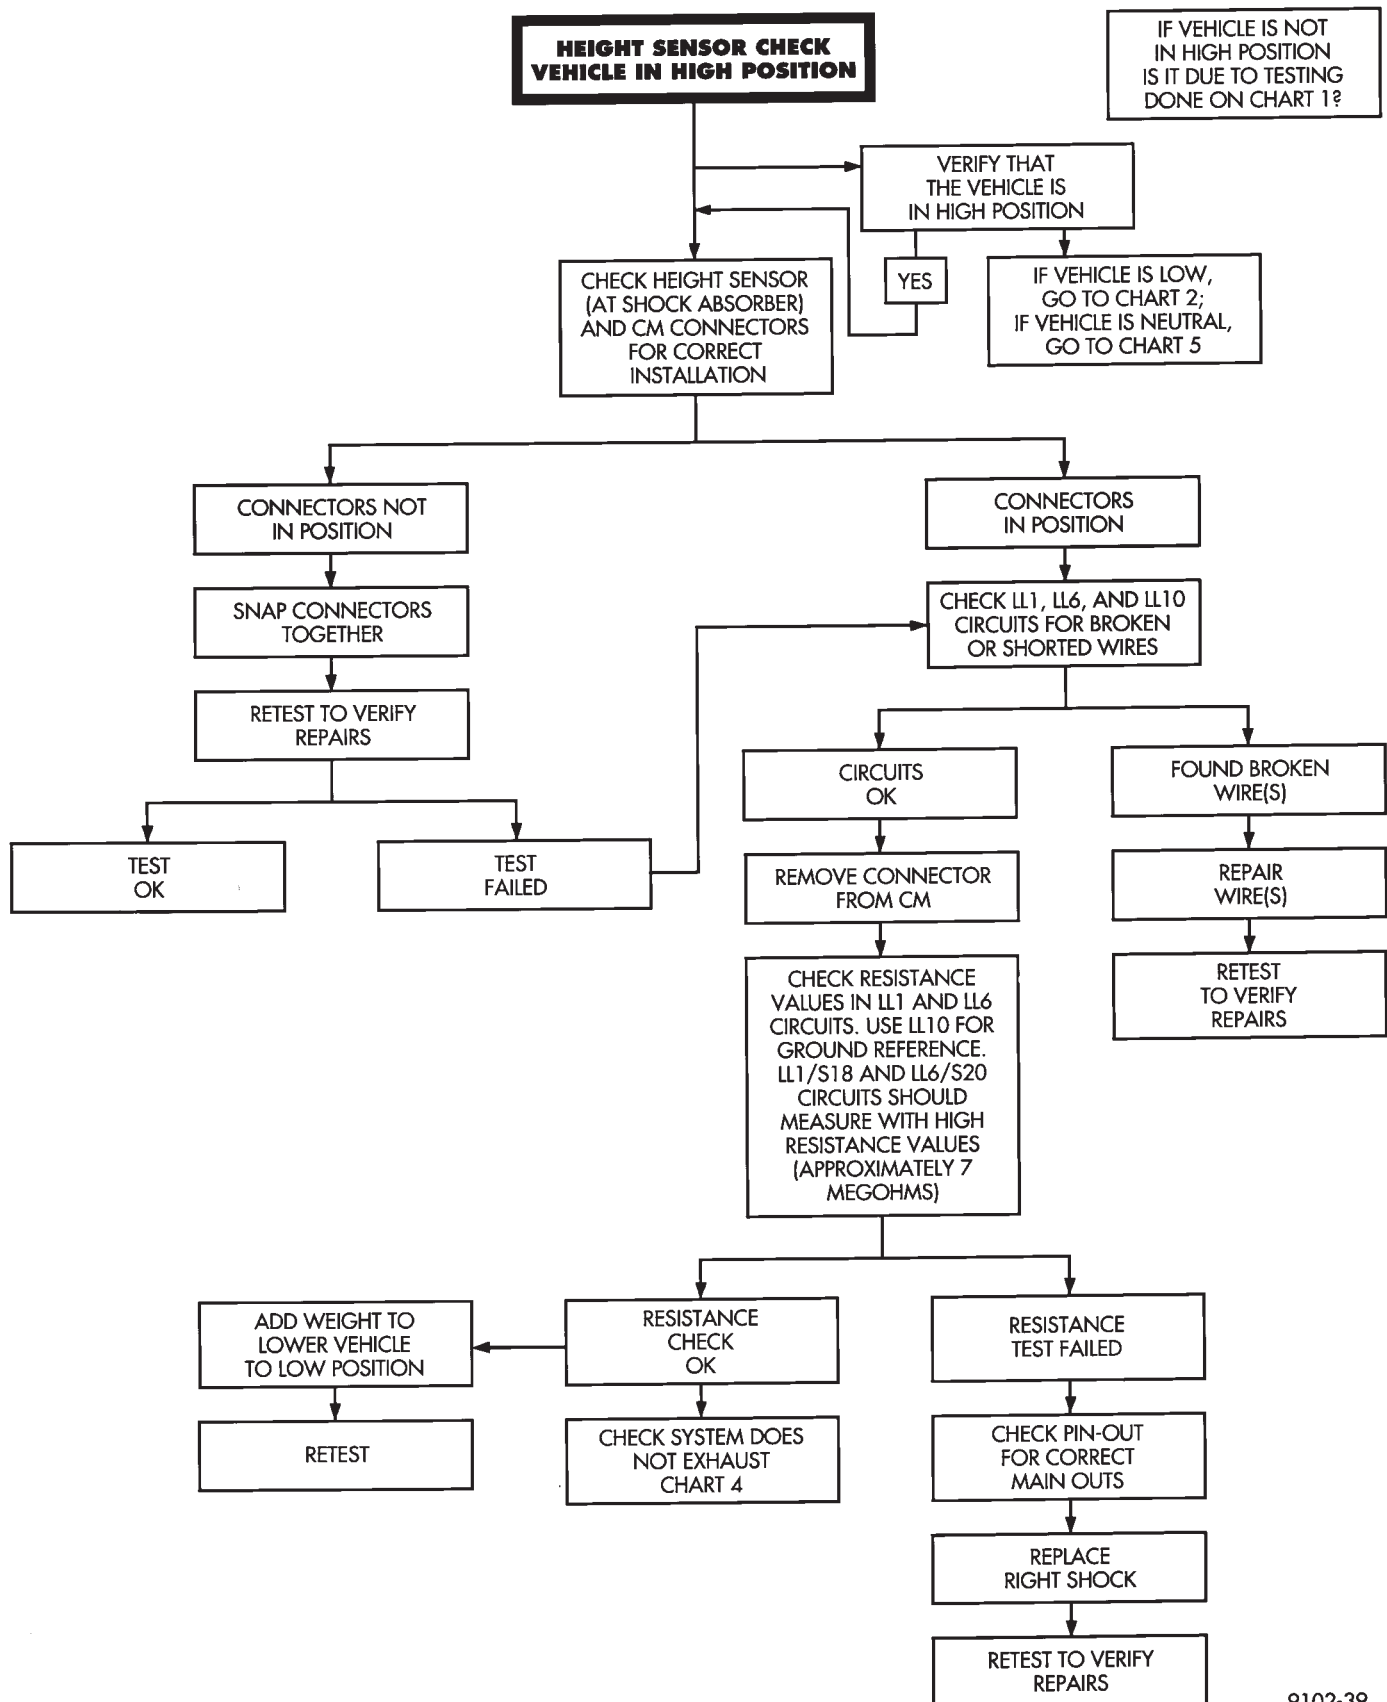 HEIGHT SENSOR CHECK
VEHICLE IN HIGH POSITION
IF VEHICLE IS NOT
IN HIGH POSITION
IS IT DUE TO TESTING
DONE ON CHART 1?
VERIFY THAT
THE VEHICLE IS
IN HIGH POSITION
CHECK HEIGHT SENSOR
(AT SHOCK ABSORBER)
AND CM CONNECTORS
FOR CORRECT
INSTALLATION
YES
IF VEHICLE IS LOW,
GO TO CHART 2;
IF VEHICLE IS NEUTRAL,
GO TO CHART 5
CONNECTORS NOT
IN POSITION
CONNECTORS
IN POSITION
SNAP CONNECTORS
TOGETHER
CHECK LL1, LL6, AND LL10
CIRCUITS FOR BROKEN
OR SHORTED WIRES
RETEST TO VERIFY
REPAIRS
CIRCUITS
OK
FOUND BROKEN
WIRE(S)
TEST
OK
TEST
FAILED
REMOVE CONNECTOR
FROM CM
REPAIR
WIRE(S)
CHECK RESISTANCE
VALUES IN LL1 AND LL6
CIRCUITS. USE LL10 FOR
GROUND REFERENCE.
LL1/S18 AND LL6/S20
CIRCUITS SHOULD
MEASURE WITH HIGH
RESISTANCE VALUES
(APPROXIMATELY 7
MEGOHMS)
RETEST
TO VERIFY
REPAIRS
ADD WEIGHT TO
LOWER VEHICLE
TO LOW POSITION
RESISTANCE
CHECK
OK
RESISTANCE
TEST FAILED
RETEST
CHECK SYSTEM DOES
NOT EXHAUST
CHART 4
CHECK PIN-OUT
FOR CORRECT
MAIN OUTS
REPLACE
RIGHT SHOCK
RETEST TO VERIFY
REPAIRS
9102-39